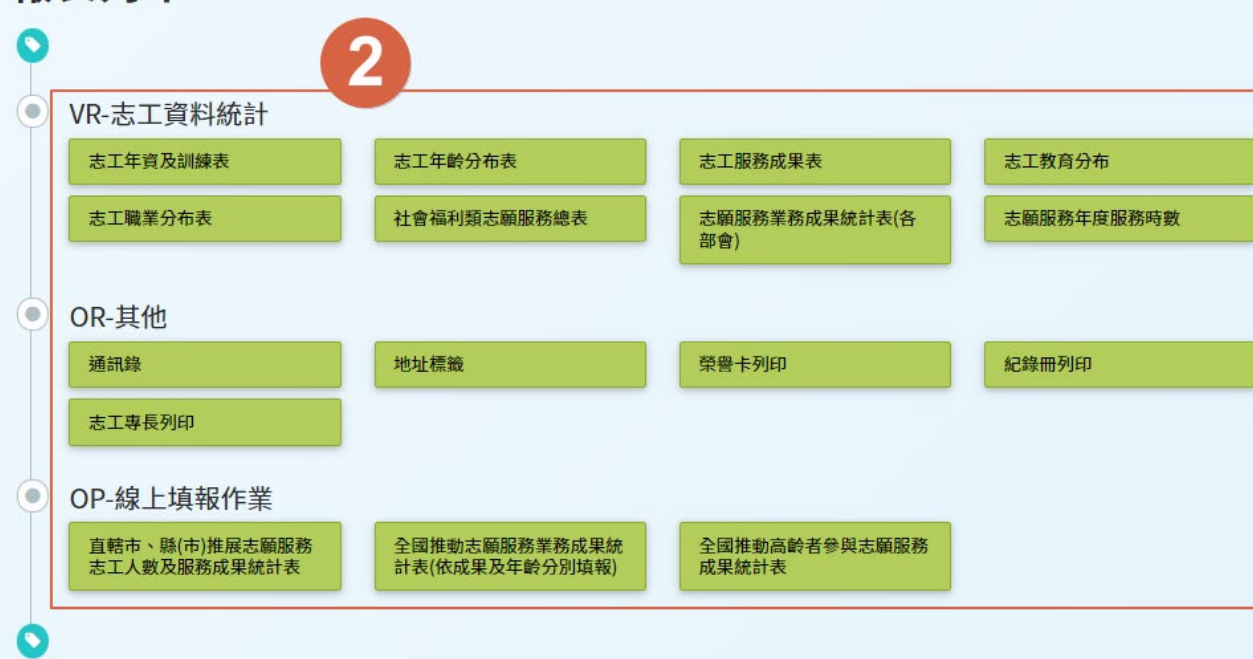 2
VR-志工資料統計
志工年資及訓練表
志工年齡分布表
志工服務成果表
志工教育分布
志工職業分布表
社會福利類志願服務總表
志願服務業務成果統計表(各
部會)
志願服務年度服務時數
OR-其他
通訊錄
地址標籤
榮譽卡列印
紀錄冊列印
志工專長列印
OP-線上填報作業
直轄市、縣(市)推展志願服務
志工人數及服務成果統計表
全國推動志願服務業務成果統
計表(依成果及年齡分別填報)
全國推動高齡者參與志願服務
成果統計表